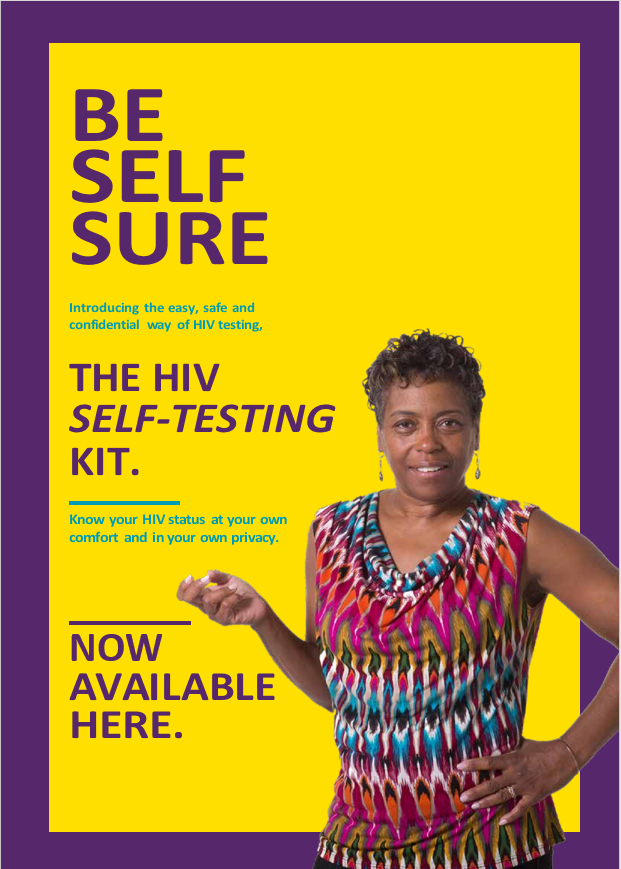 BE
SELF
SURE
Introducing the easy, safe and
confidential way of HIV testing,
THE HIV
SELF-TESTING
KIT.
Know your HIV status at your own
comfort and in your own privacy.
NOW
AVAILABLE
HERE.